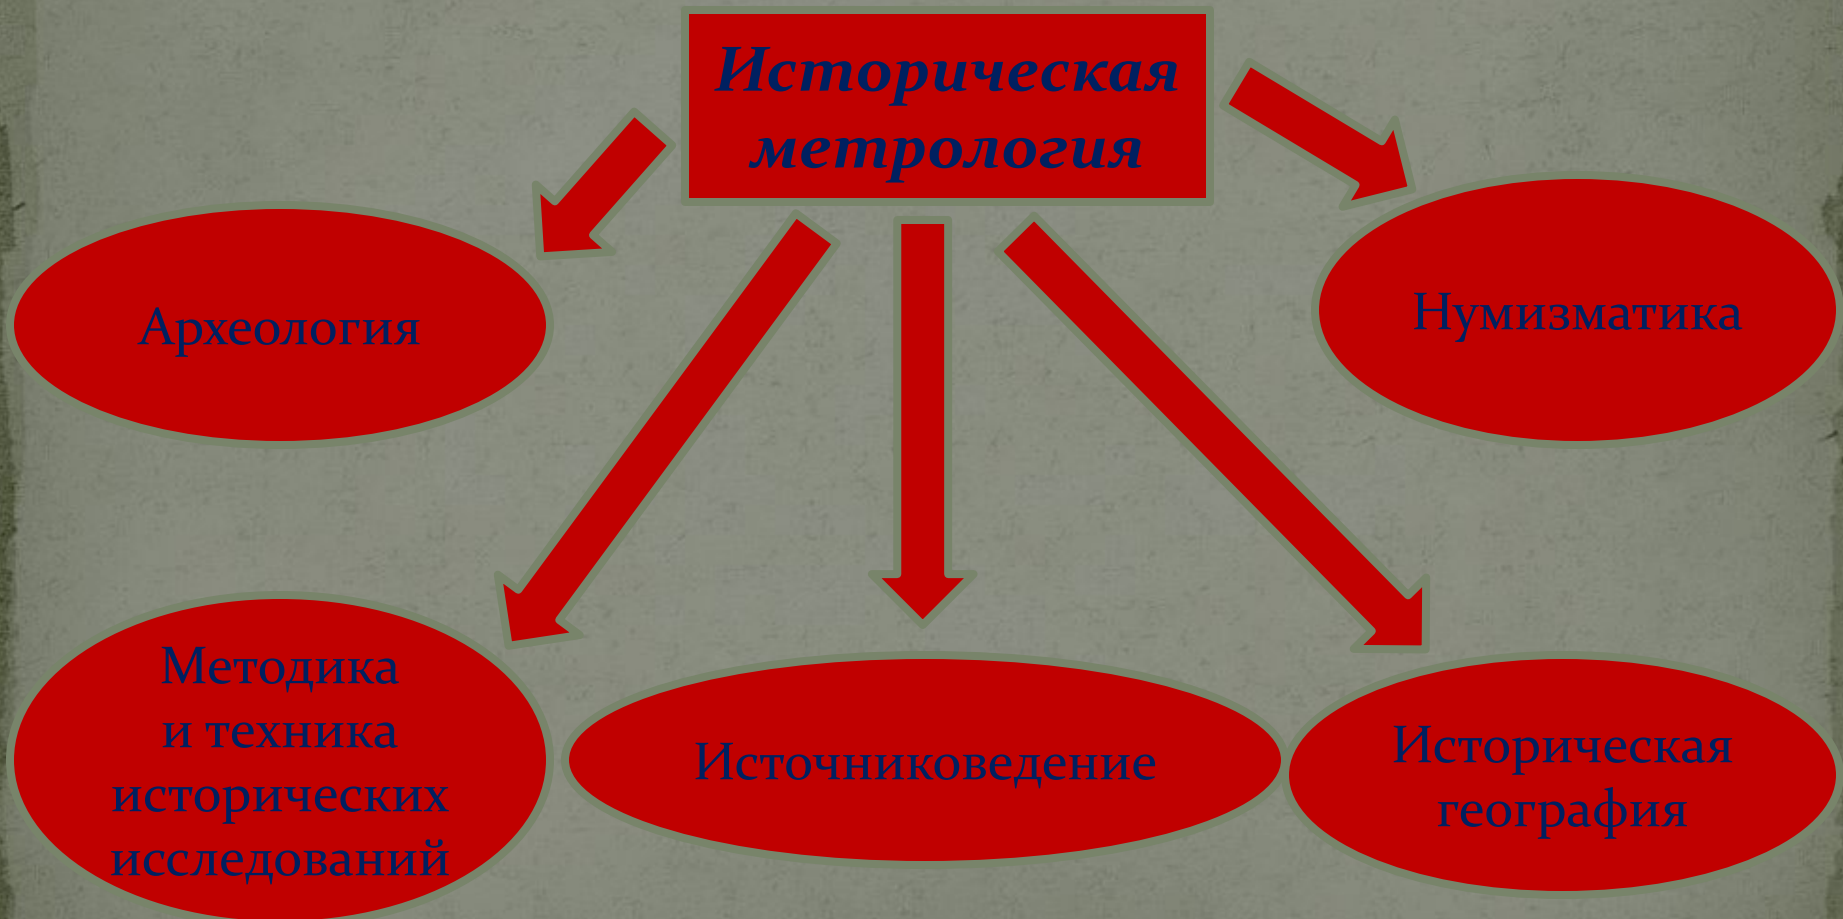 Историческая
метрология
Археология
Нумизматика
Методика
и техника
исторических
исследований
Источниковедение
Историческая
география